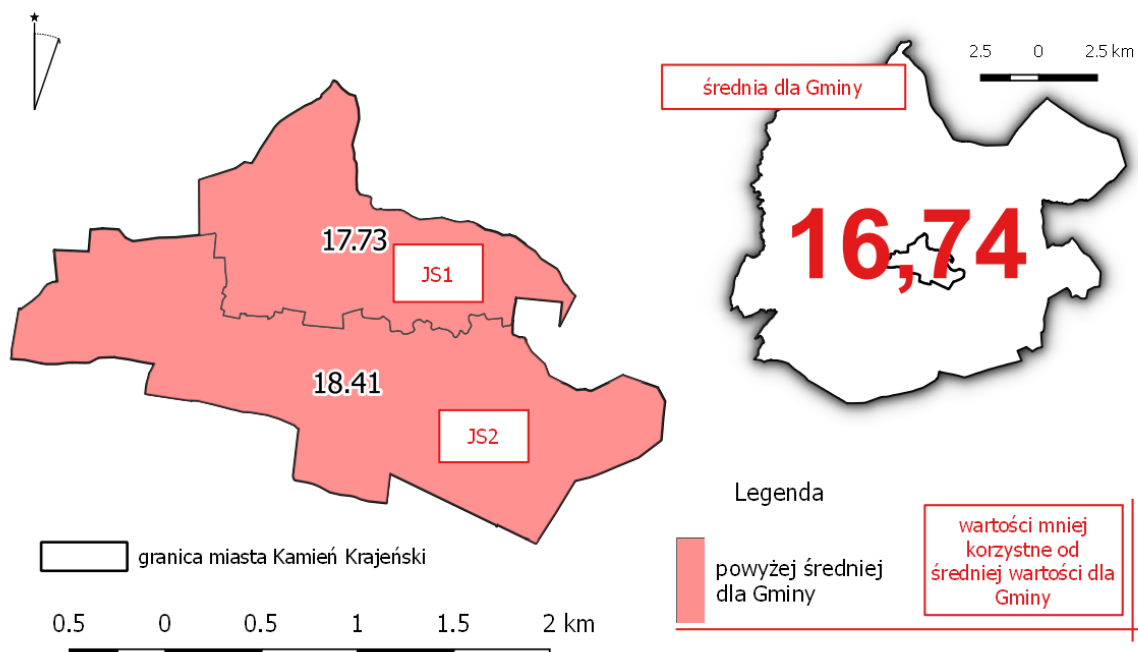 średnia dla Gminy
2.5 0 2.5 km
16,74
17.73
JS1
18.41
JS2
granica miasta Kamień Krajeński
0.5 0 0.5 1 1.5 2 km
Legenda
powyżej średniej
dla Gminy
wartości mniej
korzystne od
średniej wartości dla
Gminy